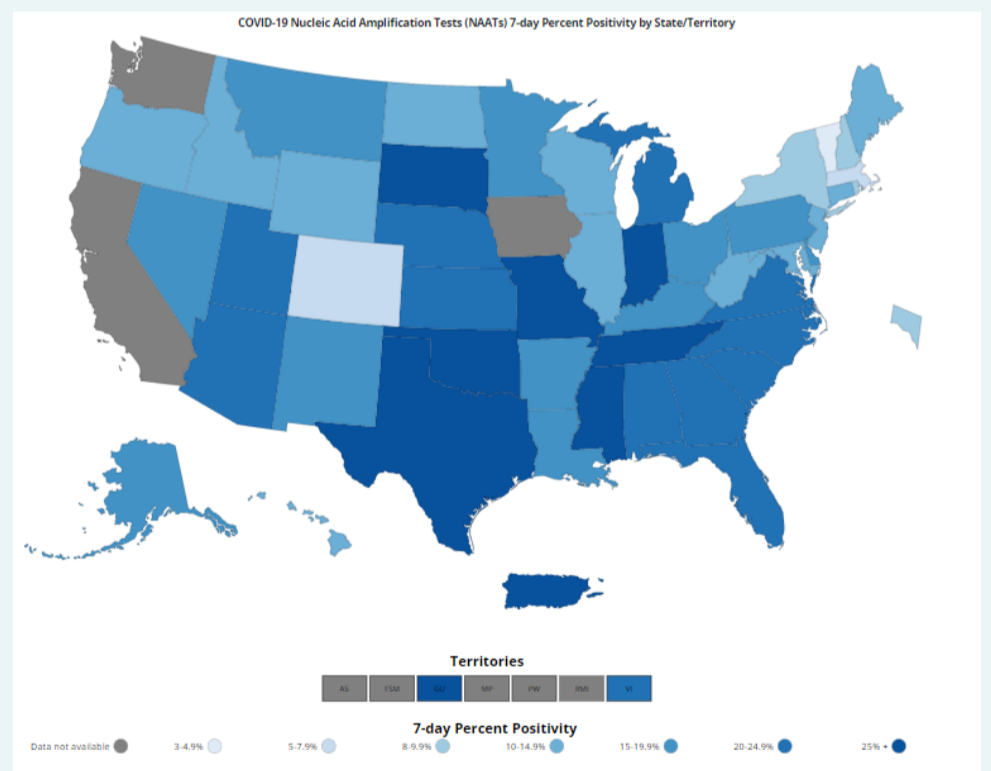 COVID-19 Nucleic Acid Amplification Tests (NAATs) 7-day Percent Positivity by State/Territory
Territories
AS FSM GU MP PW RMI VI
7-day Percent Positivity
Data not available 3-4.9% 5-7.9% 8-9.9% 10-14.9% 15-19.9% 20-24.9% 25% +